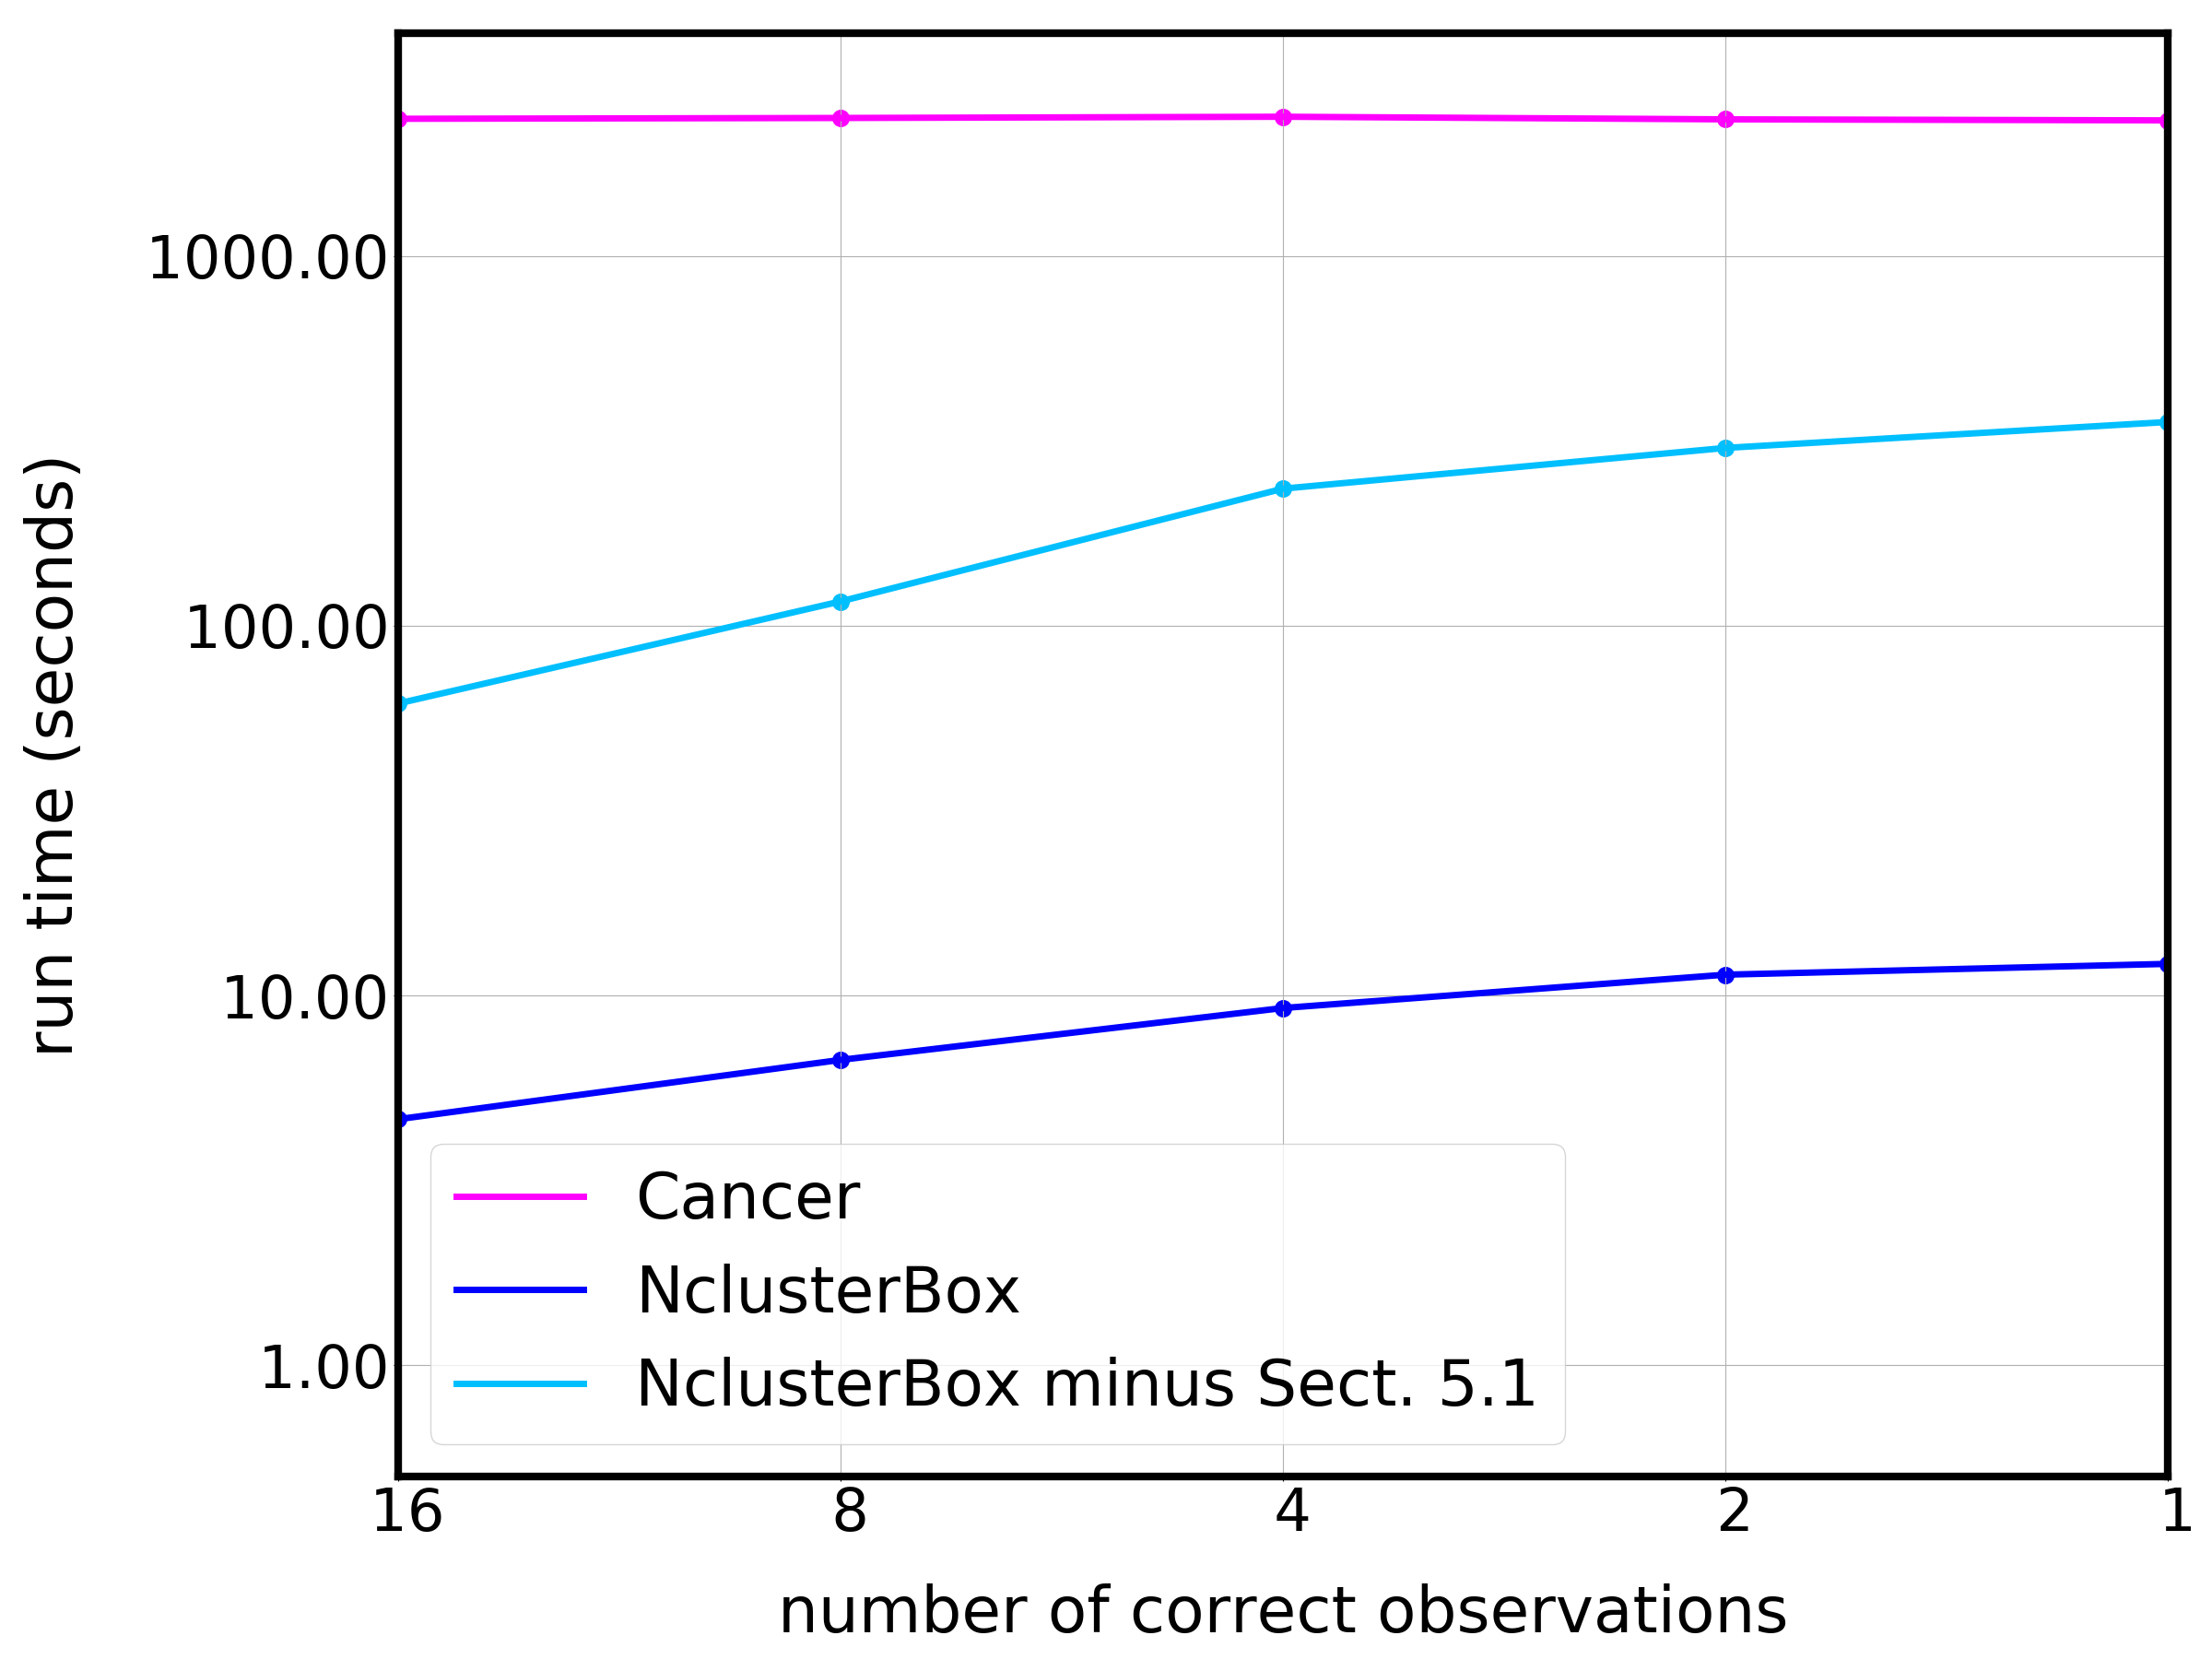 1000.00
100.00
10.00
1.00
run time (seconds)
Cancer
NclusterBox
NclusterBox minus Sect. 5.1
16 8 4 2 1
number of correct observations